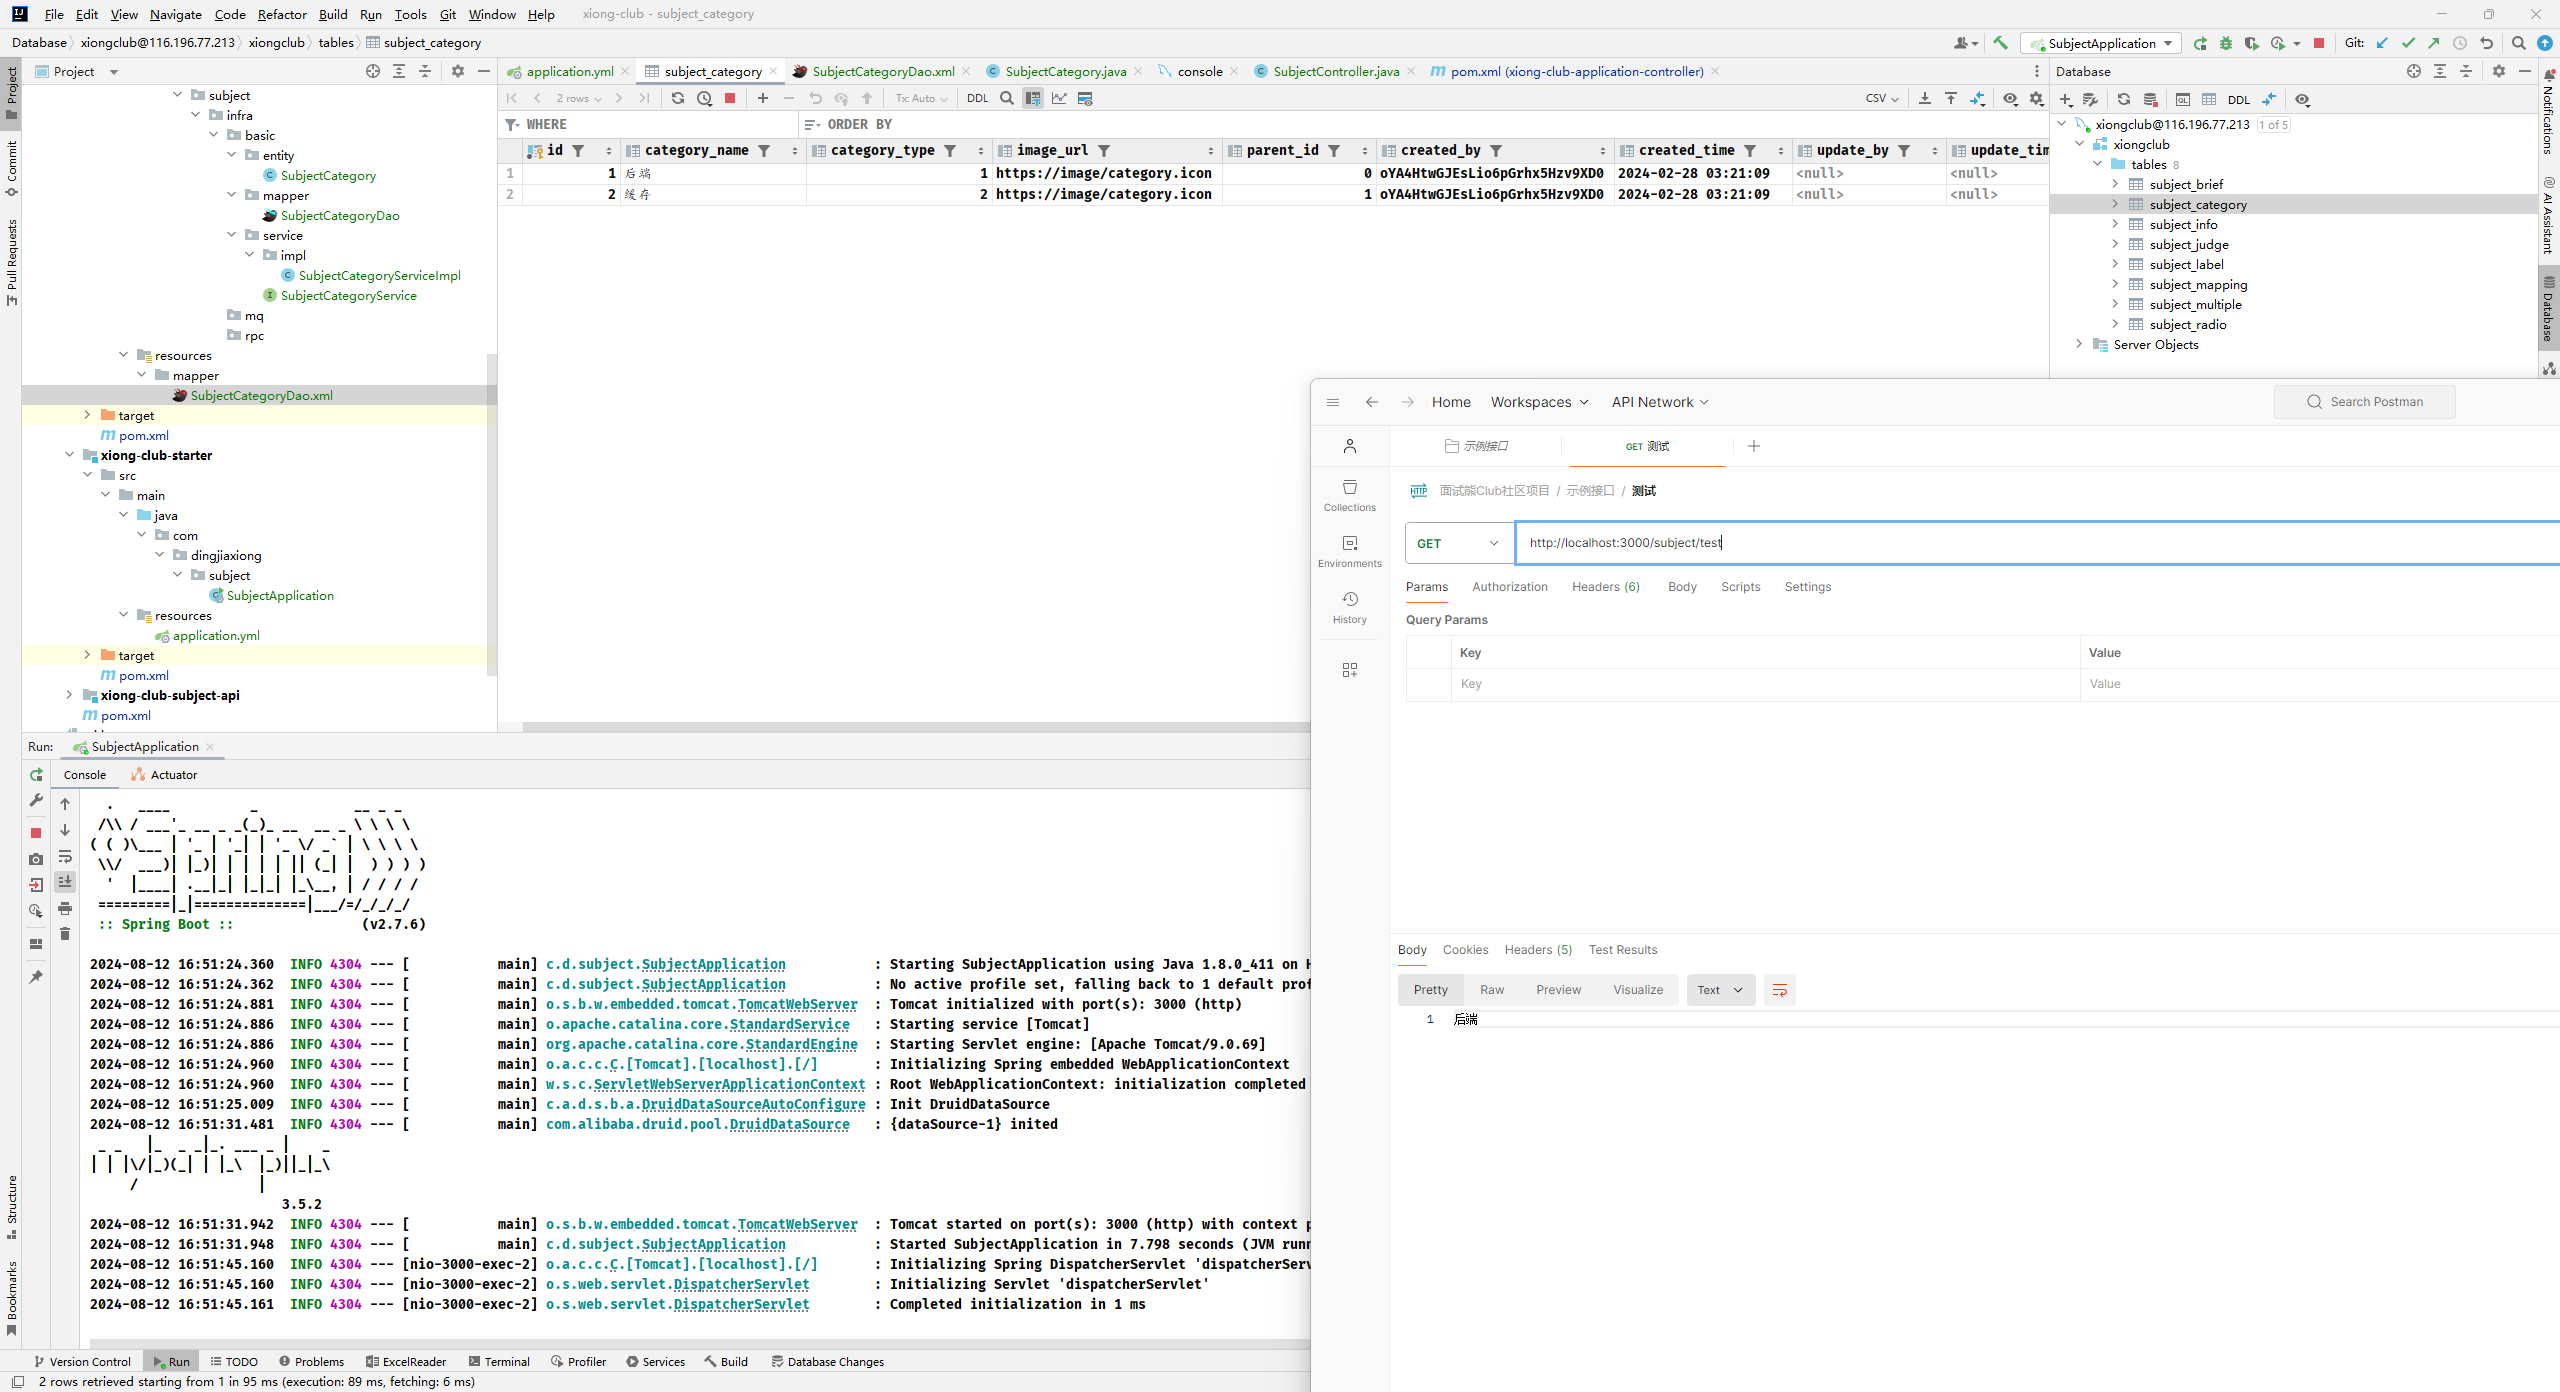 File Edit View Navigate Code Refactor Build Run Tools Git Window Help xiong-club - subject_category
Database xiongclub@116.196.77.213 xiongclub tables subject_category
SubjectApplication Git:
Project
application.yml subject_category SubjectCategoryDao.xml SubjectCategory.java console SubjectController.java pom.xml (xiong-club-application-controller)
Database
2 rows Tx: Auto DDL CSV
DDL
WHERE ORDER BY
id category_name category_type image_url parent_id created_by created_time update_by update_tim
1 1 后端 1 https://image/category.icon 0 oYA4HtwGJEsLio6pGrhx5Hzv9XD0 2024-02-28 03:21:09 <null> <null>
2 2 缓存 2 https://image/category.icon 1 oYA4HtwGJEsLio6pGrhx5Hzv9XD0 2024-02-28 03:21:09 <null> <null>
subject
infra
basic
entity
SubjectCategory
mapper
SubjectCategoryDao
service
impl
SubjectCategoryServiceImpl
SubjectCategoryService
mq
rpc
resources
mapper
SubjectCategoryDao.xml
target
pom.xml
xiong-club-starter
src
main
java
com
dingjiaxiong
subject
SubjectApplication
resources
application.yml
target
pom.xml
xiong-club-subject-api
pom.xml
xiongclub@116.196.77.213 1 of 5
xiongclub
tables 8
subject_brief
subject_category
subject_info
subject_judge
subject_label
subject_mapping
subject_multiple
subject_radio
Server Objects
Project
Commit
Pull Requests
Structure
Bookmarks
Notifications
AI Assistant
Database
Home Workspaces API Network Search Postman
示例接口 GET 测试
HTTP 面试熊Club社区项目 / 示例接口 / 测试
Collections
Environments
History
GET http://localhost:3000/subject/test
Params Authorization Headers (6) Body Scripts Settings
Query Params
Key Value
Key Value
Body Cookies Headers (5) Test Results
Pretty Raw Preview Visualize Text
1 后端
Run: SubjectApplication
Console Actuator
:: Spring Boot :: (v2.7.6)
2024-08-12 16:51:24.360 INFO 4304 --- [ main] c.d.subject.SubjectApplication : Starting SubjectApplication using Java 1.8.0_411 on H
2024-08-12 16:51:24.362 INFO 4304 --- [ main] c.d.subject.SubjectApplication : No active profile set, falling back to 1 default prof
2024-08-12 16:51:24.881 INFO 4304 --- [ main] o.s.b.w.embedded.tomcat.TomcatWebServer : Tomcat initialized with port(s): 3000 (http)
2024-08-12 16:51:24.886 INFO 4304 --- [ main] o.apache.catalina.core.StandardService : Starting service [Tomcat]
2024-08-12 16:51:24.886 INFO 4304 --- [ main] org.apache.catalina.core.StandardEngine : Starting Servlet engine: [Apache Tomcat/9.0.69]
2024-08-12 16:51:24.960 INFO 4304 --- [ main] o.a.c.c.C.[Tomcat].[localhost].[/] : Initializing Spring embedded WebApplicationContext
2024-08-12 16:51:24.960 INFO 4304 --- [ main] w.s.c.ServletWebServerApplicationContext : Root WebApplicationContext: initialization completed
2024-08-12 16:51:25.009 INFO 4304 --- [ main] c.a.d.s.b.a.DruidDataSourceAutoConfigure : Init DruidDataSource
2024-08-12 16:51:31.481 INFO 4304 --- [ main] com.alibaba.druid.pool.DruidDataSource : {dataSource-1} inited
3.5.2
2024-08-12 16:51:31.942 INFO 4304 --- [ main] o.s.b.w.embedded.tomcat.TomcatWebServer : Tomcat started on port(s): 3000 (http) with context p
2024-08-12 16:51:31.948 INFO 4304 --- [ main] c.d.subject.SubjectApplication : Started SubjectApplication in 7.798 seconds (JVM runn
2024-08-12 16:51:45.160 INFO 4304 --- [nio-3000-exec-2] o.a.c.c.C.[Tomcat].[localhost].[/] : Initializing Spring DispatcherServlet 'dispatcherServ
2024-08-12 16:51:45.160 INFO 4304 --- [nio-3000-exec-2] o.s.web.servlet.DispatcherServlet : Initializing Servlet 'dispatcherServlet'
2024-08-12 16:51:45.161 INFO 4304 --- [nio-3000-exec-2] o.s.web.servlet.DispatcherServlet : Completed initialization in 1 ms
Version Control Run TODO Problems ExcelReader Terminal Profiler Services Build Database Changes
2 rows retrieved starting from 1 in 95 ms (execution: 89 ms, fetching: 6 ms)